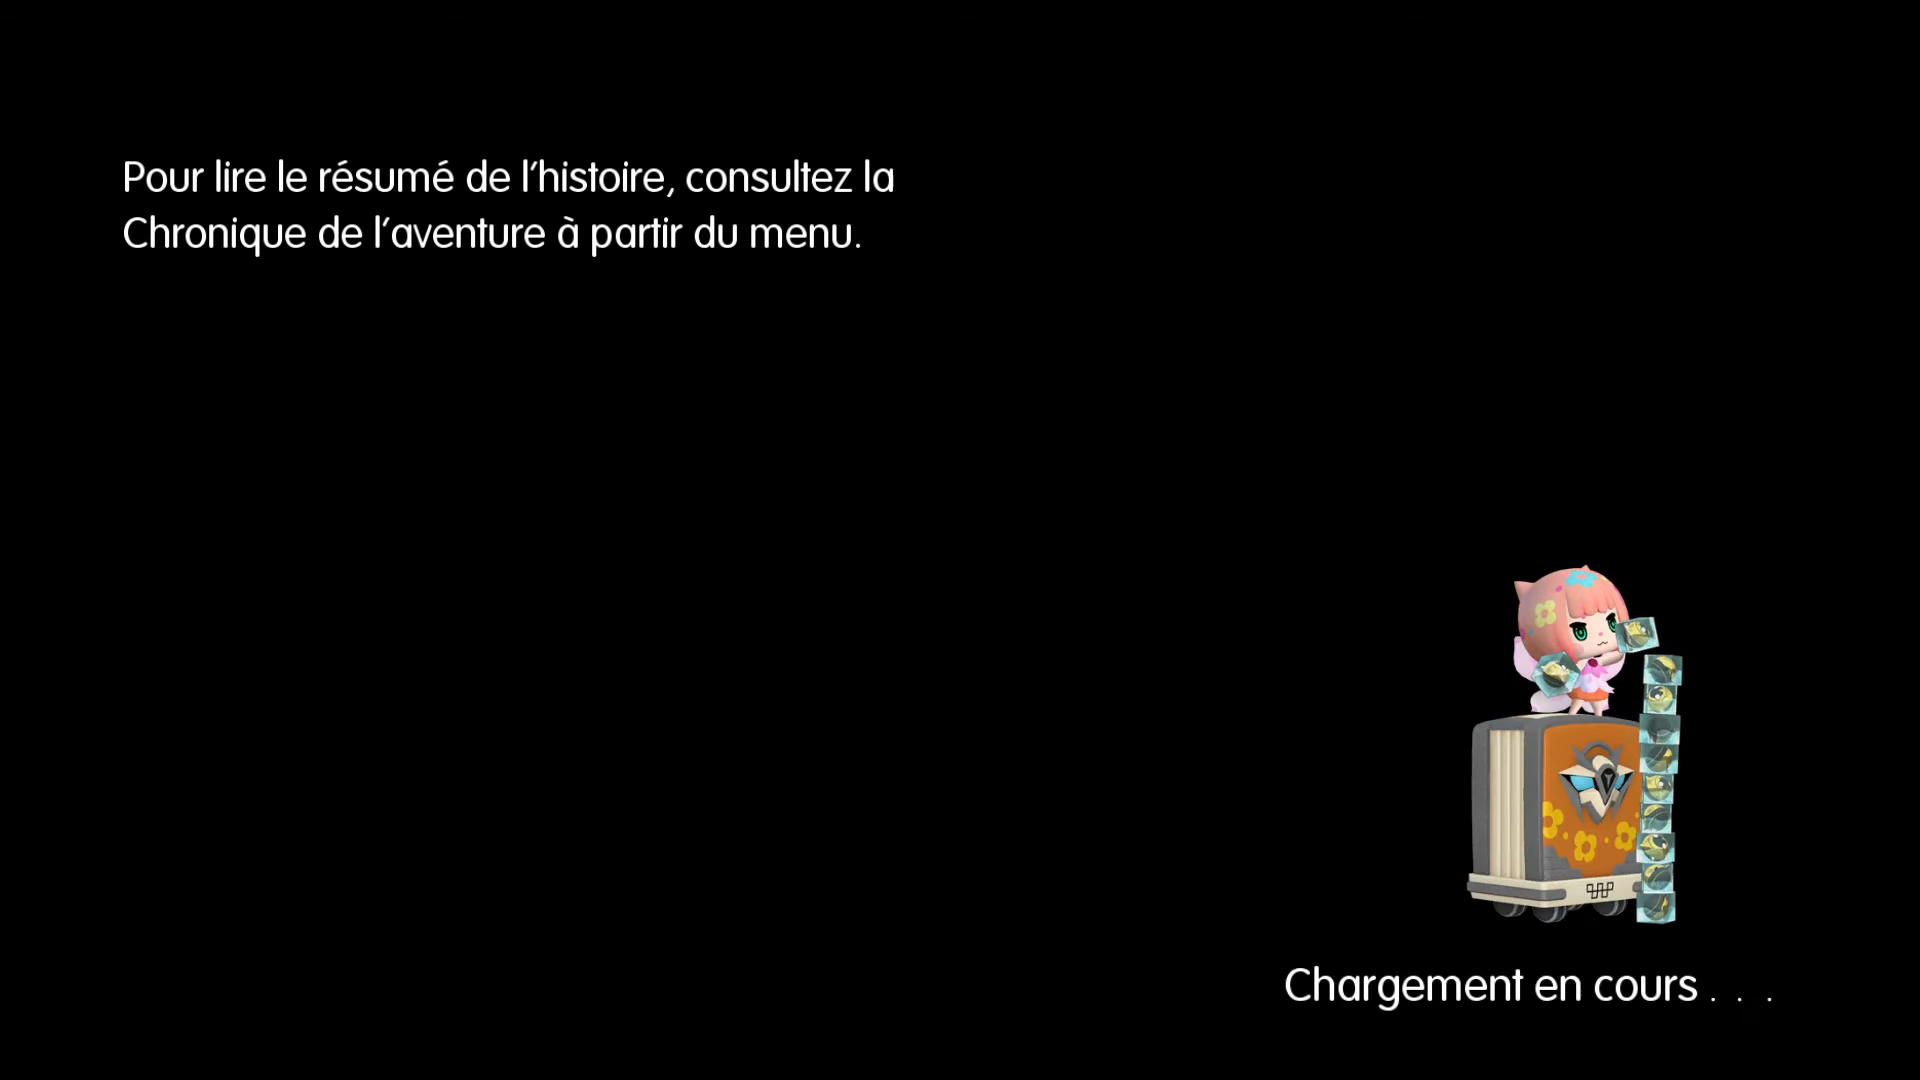 Pour lire le résumé de l'histoire, consultez la
Chronique de l'aventure à partir du menu.
Chargement en cours . . .